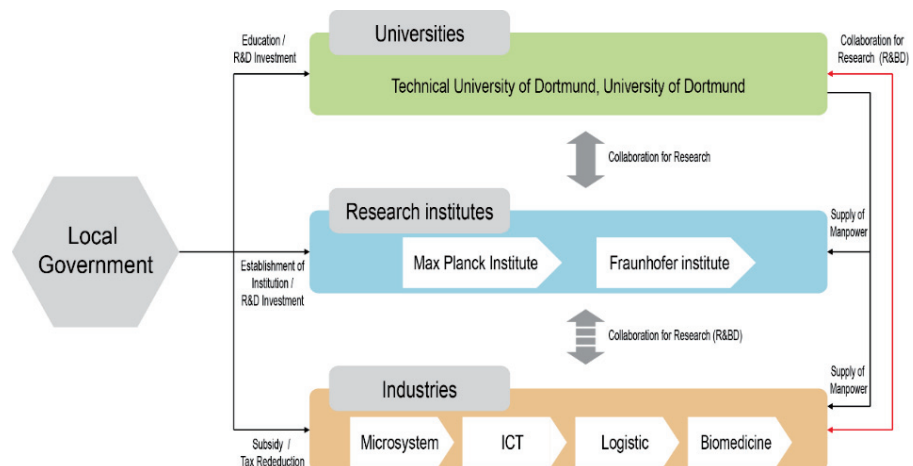 Universities
Education /
R&D Investment
Collaboration for
Research (R&BD)
Technical University of Dortmund, University of Dortmund
Collaboration for Research
Research institutes
Supply of
Manpower
Local
Government
Max Planck Institute
Fraunhofer institute
Establishment of
Institution /
R&D Investment
Collaboration for Research (R&BD)
Industries
Supply of
Manpower
Subsidy /
Tax Rededuction
Microsystem
ICT
Logistic
Biomedicine